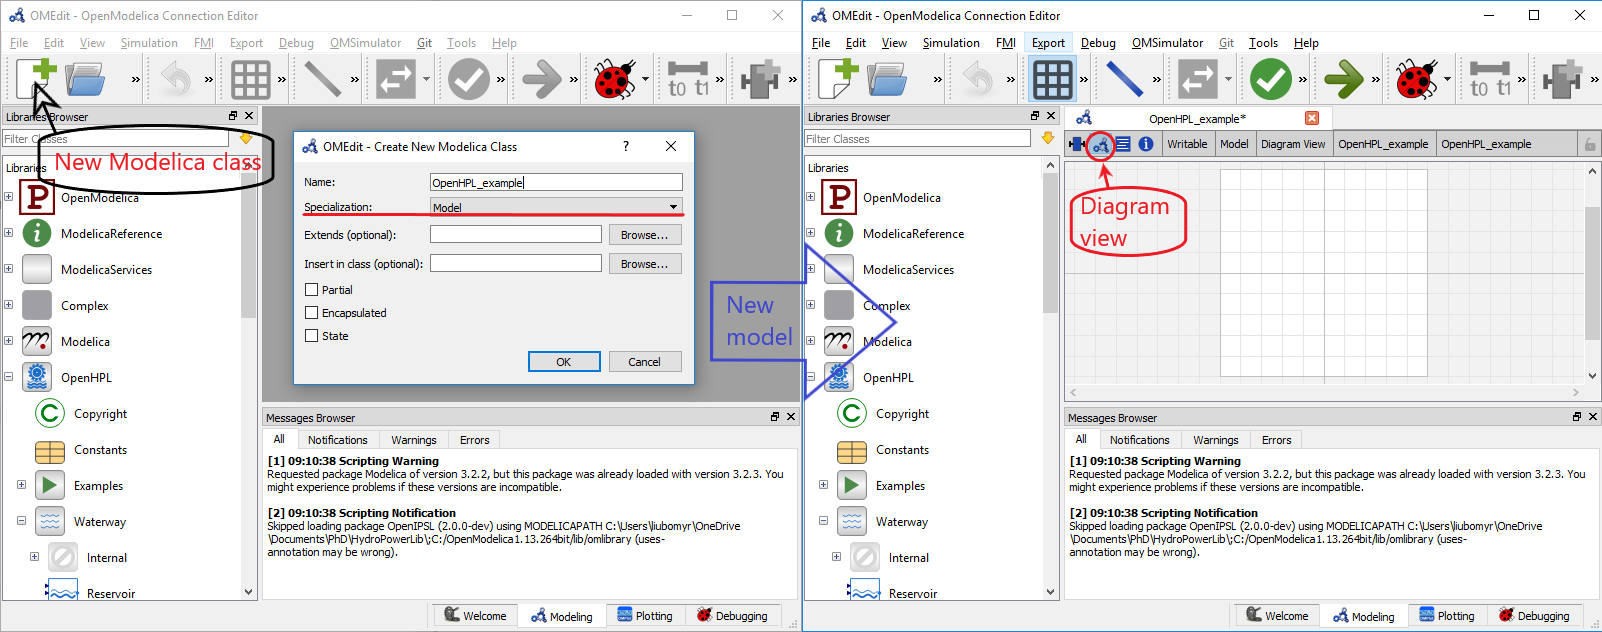 OMEdit - OpenModelica Connection Editor
File Edit View Simulation FMI Export Debug OMSimulator Git Tools Help
t0 t1
Libraries Browser
Filter Classes
New Modelica class
Libraries
P OpenModelica
i ModelicaReference
ModelicaServices
Complex
m Modelica
OpenHPL
C Copyright
Constants
Examples
Waterway
Internal
Reservoir
OMEdit - Create New Modelica Class ?
Name: OpenHPL_example
Specialization: Model
Extends (optional): Browse...
Insert in class (optional): Browse...
Partial
Encapsulated
State
OK Cancel
Messages Browser
All Notifications Warnings Errors
[1] 09:10:38 Scripting Warning
Requested package Modelica of version 3.2.2, but this package was already loaded with version 3.2.3. You
might experience problems if these versions are incompatible.
[2] 09:10:38 Scripting Notification
Skipped loading package OpenIPSL (2.0.0-dev) using MODELICAPATH C:\Users\liubomyr\OneDrive
\Documents\PhD\HydroPowerLib\;C:/OpenModelica1.13.264bit/lib/omlibrary (uses-
annotation may be wrong).
Welcome Modeling Plotting Debugging
New
model
OMEdit - OpenModelica Connection Editor
File Edit View Simulation FMI Export Debug OMSimulator Git Tools Help
t0 t1
Libraries Browser
Filter Classes
Libraries
P OpenModelica
i ModelicaReference
ModelicaServices
Complex
m Modelica
OpenHPL
C Copyright
Constants
Examples
Waterway
Internal
Reservoir
OpenHPL_example*
i Writable Model Diagram View OpenHPL_example OpenHPL_example
Diagram
view
Messages Browser
All Notifications Warnings Errors
[1] 09:10:38 Scripting Warning
Requested package Modelica of version 3.2.2, but this package was already loaded with version 3.2.3. You
might experience problems if these versions are incompatible.
[2] 09:10:38 Scripting Notification
Skipped loading package OpenIPSL (2.0.0-dev) using MODELICAPATH C:\Users\liubomyr\OneDrive
\Documents\PhD\HydroPowerLib\;C:/OpenModelica1.13.264bit/lib/omlibrary (uses-
annotation may be wrong).
Welcome Modeling Plotting Debugging